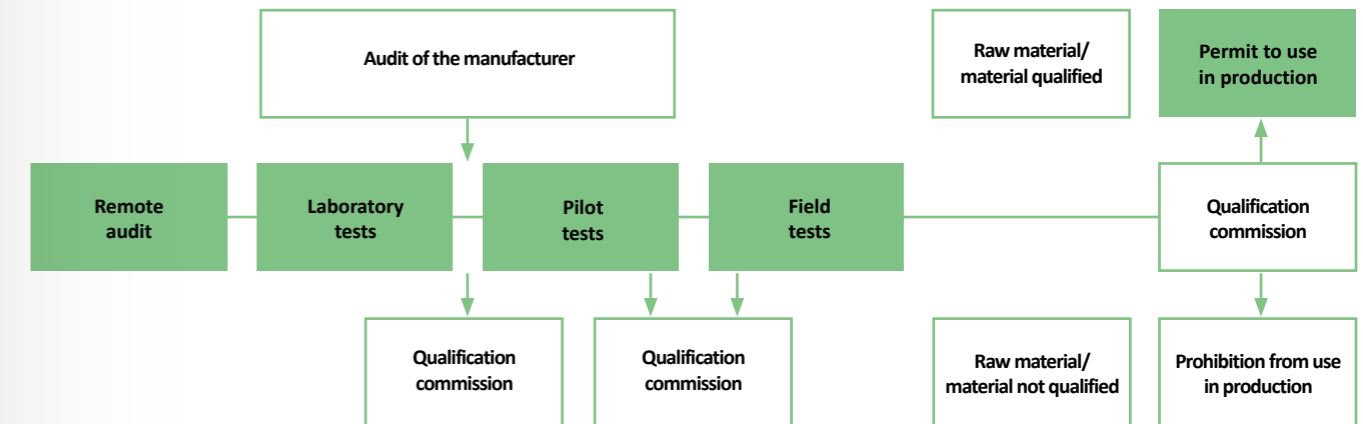 Audit of the manufacturer
Raw material/
material qualified
Permit to use
in production
Remote
audit
Laboratory
tests
Pilot
tests
Field
tests
Qualification
commission
Qualification
commission
Qualification
commission
Raw material/
material not qualified
Prohibition from use
in production